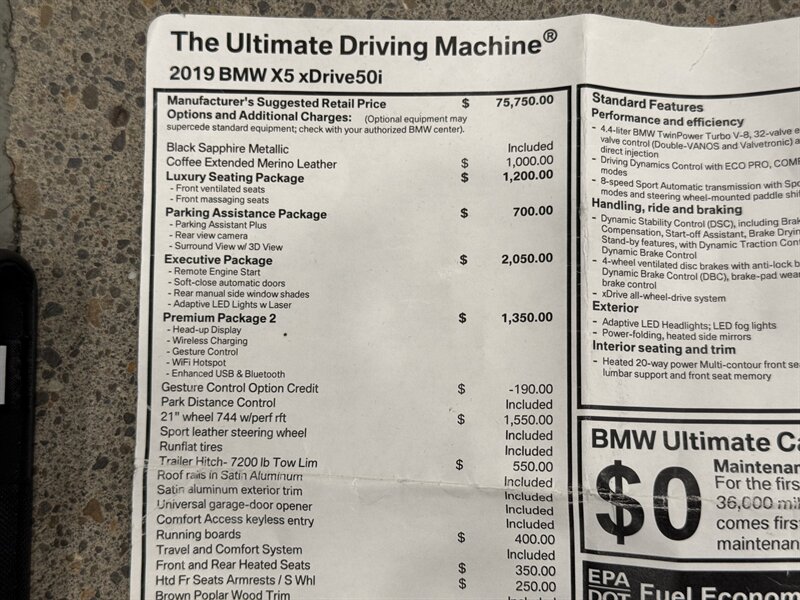 The Ultimate Driving Machine®
2019 BMW X5 xDrive50i
Manufacturer's Suggested Retail Price $ 75,750.00
Options and Additional Charges: (Optional equipment may
supercede standard equipment; check with your authorized BMW center).
Black Sapphire Metallic Included
Coffee Extended Merino Leather $ 1,000.00
Luxury Seating Package $ 1,200.00
- Front ventilated seats
- Front massaging seats
Parking Assistance Package $ 700.00
- Parking Assistant Plus
- Rear view camera
- Surround View w/ 3D View
Executive Package $ 2,050.00
- Remote Engine Start
- Soft-close automatic doors
- Rear manual side window shades
- Adaptive LED Lights w Laser
Premium Package 2 $ 1,350.00
- Head-up Display
- Wireless Charging
- Gesture Control
- WiFi Hotspot
- Enhanced USB & Bluetooth
Gesture Control Option Credit $ -190.00
Park Distance Control Included
21" wheel 744 w/perf rft $ 1,550.00
Sport leather steering wheel Included
Runflat tires Included
Trailer Hitch- 7200 lb Tow Lim $ 550.00
Roof rails in Satin Aluminum Included
Satin aluminum exterior trim Included
Universal garage-door opener Included
Comfort Access keyless entry Included
Running boards $ 400.00
Travel and Comfort System Included
Front and Rear Heated Seats $ 350.00
Htd Fr Seats Armrests / S Whl $ 250.00
Brown Poplar Wood Trim
Standard Features
Performance and efficiency
- 4.4-liter BMW TwinPower Turbo V-8, 32-valve
valve control (Double-VANOS and Valvetronic)
direct injection
- Driving Dynamics Control with ECO PRO,
modes
- 8-speed Sport Automatic transmission with
modes and steering wheel-mounted paddle
Handling, ride and braking
- Dynamic Stability Control (DSC), including
Compensation, Start-off Assistant, Brake
Stand-by features, with Dynamic Traction
Dynamic Brake Control
- 4-wheel ventilated disc brakes with anti-lock
Dynamic Brake Control (DBC), brake-pad
brake control
- xDrive all-wheel-drive system
Exterior
- Adaptive LED Headlights; LED fog lights
- Power-folding, heated side mirrors
Interior seating and trim
- Heated 20-way power Multi-contour front
lumbar support and front seat memory
BMW Ultimate
$0
For the
36,000
comes
EPA
DOT Fuel